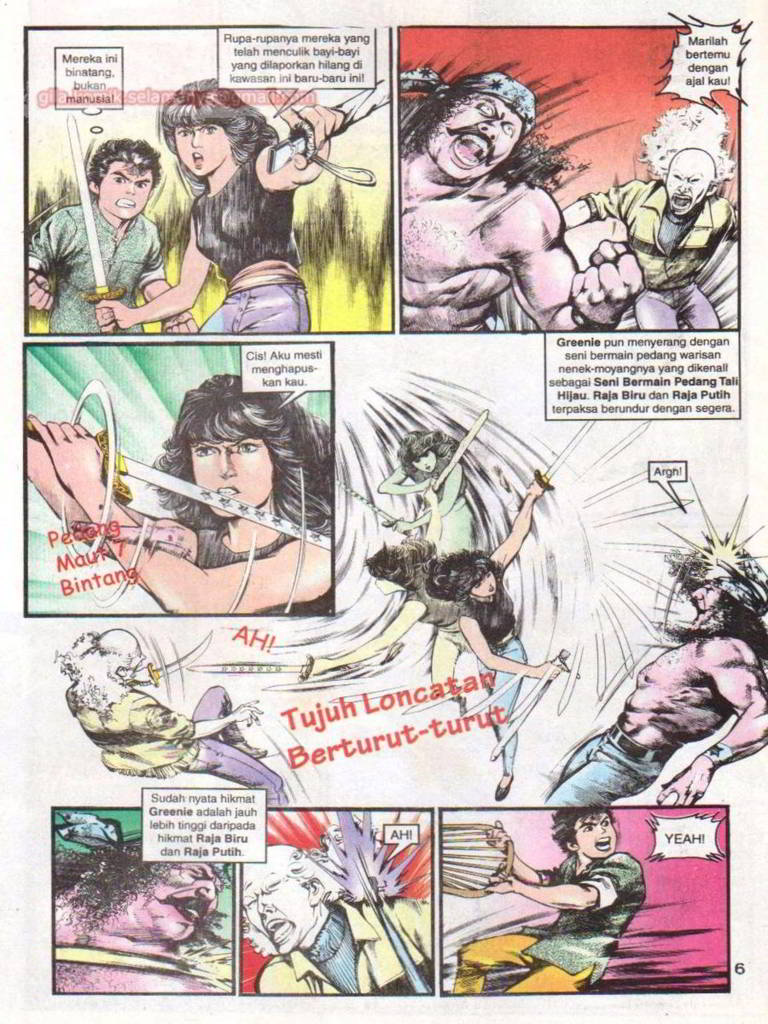 Mereka ini
binatang,
bukan
manusia!
Rupa-rupanya mereka yang
telah menculik bayi-bayi
yang dilaporkan hilang di
kawasan ini baru-baru ini!
Marilah
bertemu
dengan
ajal kau!
Cis! Aku mesti
menghapus-
kan kau.
Pedang
Maut 7
Bintang
Greenie pun menyerang dengan
seni bermain pedang warisan
nenek-moyangnya yang dikenall
sebagai Seni Bermain Pedang Tali
Hijau. Raja Biru dan Raja Putih
terpaksa berundur dengan segera.
Argh!
AH!
Tujuh Loncatan
Berturut-turut
Sudah nyata hikmat
Greenie adalah jauh
lebih tinggi daripada
hikmat Raja Biru
dan Raja Putih.
AH!
YEAH!
6